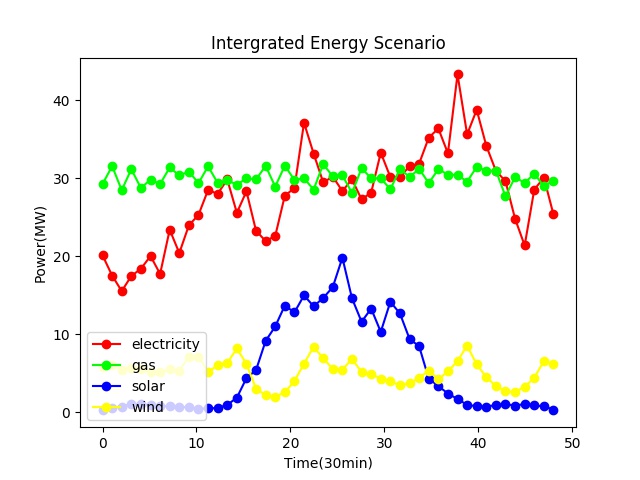 Intergrated Energy Scenario
Power(MW)
40
30
20
10
0
electricity
gas
solar
wind
0 10 20 30 40 50
Time(30min)